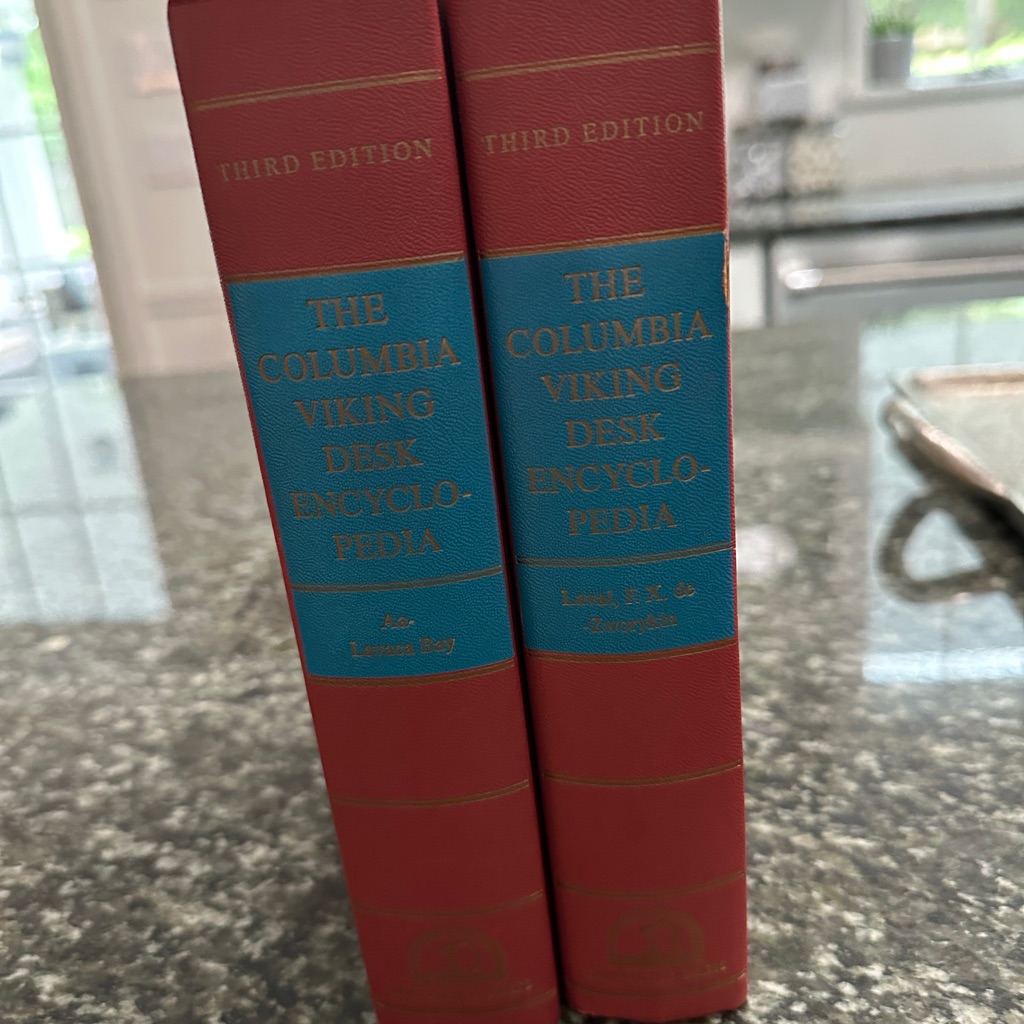 THIRD EDITION
THE
COLUMBIA
VIKING
DESK
ENCYCLO-
PEDIA
Aa-
Lavaca Bay
THIRD EDITION
THE
COLUMBIA
VIKING
DESK
ENCYCLO-
PEDIA
Laval, F. X. de
-Zworykin